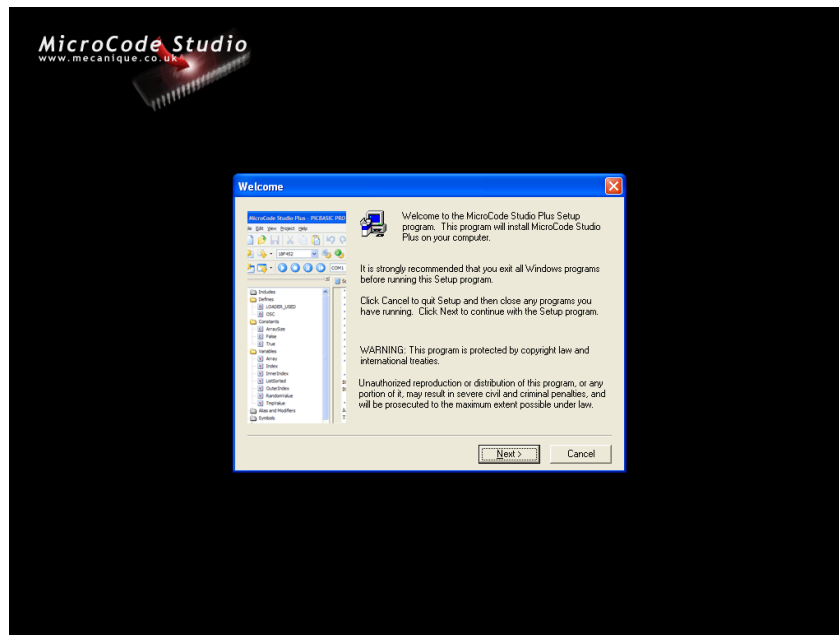 MicroCode Studio
www.mecanique.co.uk
Welcome
MicroCode Studio Plus - PICBASIC PRO
Edit View Project Help
18F452
COM1
Includes
Defines
LOADER_USED
OSC
Constants
ArraySize
False
True
Variables
Array
Index
InnerIndex
ListSorted
OuterIndex
RandomValue
TmpValue
Alias and Modifiers
Symbols
Welcome to the MicroCode Studio Plus Setup
program. This program will install MicroCode Studio
Plus on your computer.
It is strongly recommended that you exit all Windows programs
before running this Setup program.
Click Cancel to quit Setup and then close any programs you
have running. Click Next to continue with the Setup program.
WARNING: This program is protected by copyright law and
international treaties.
Unauthorized reproduction or distribution of this program, or any
portion of it, may result in severe civil and criminal penalties, and
will be prosecuted to the maximum extent possible under law.
Next >
Cancel